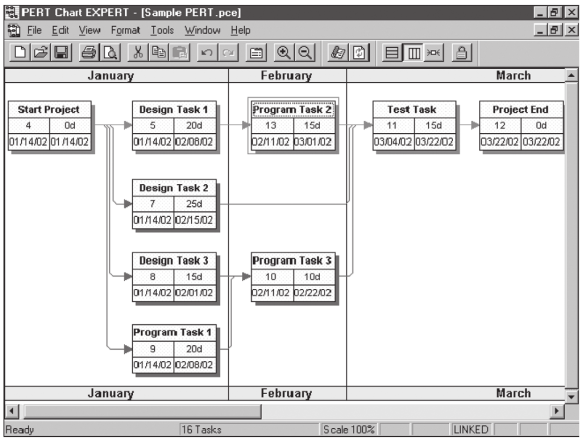 PERT Chart EXPERT - [Sample PERT.pce]
File Edit View Format Tools Window Help
January February March
Start Project
4 0d
01/14/02 01/14/02
Design Task 1
5 20d
01/14/02 02/08/02
Program Task 2
13 15d
02/11/02 03/01/02
Test Task
11 15d
03/04/02 03/22/02
Project End
12 0d
03/22/02 03/22/02
Design Task 2
7 25d
01/14/02 02/15/02
Design Task 3
8 15d
01/14/02 02/01/02
Program Task 3
10 10d
02/11/02 02/22/02
Program Task 1
9 20d
01/14/02 02/08/02
January February March
Ready 16 Tasks Scale 100% LINKED